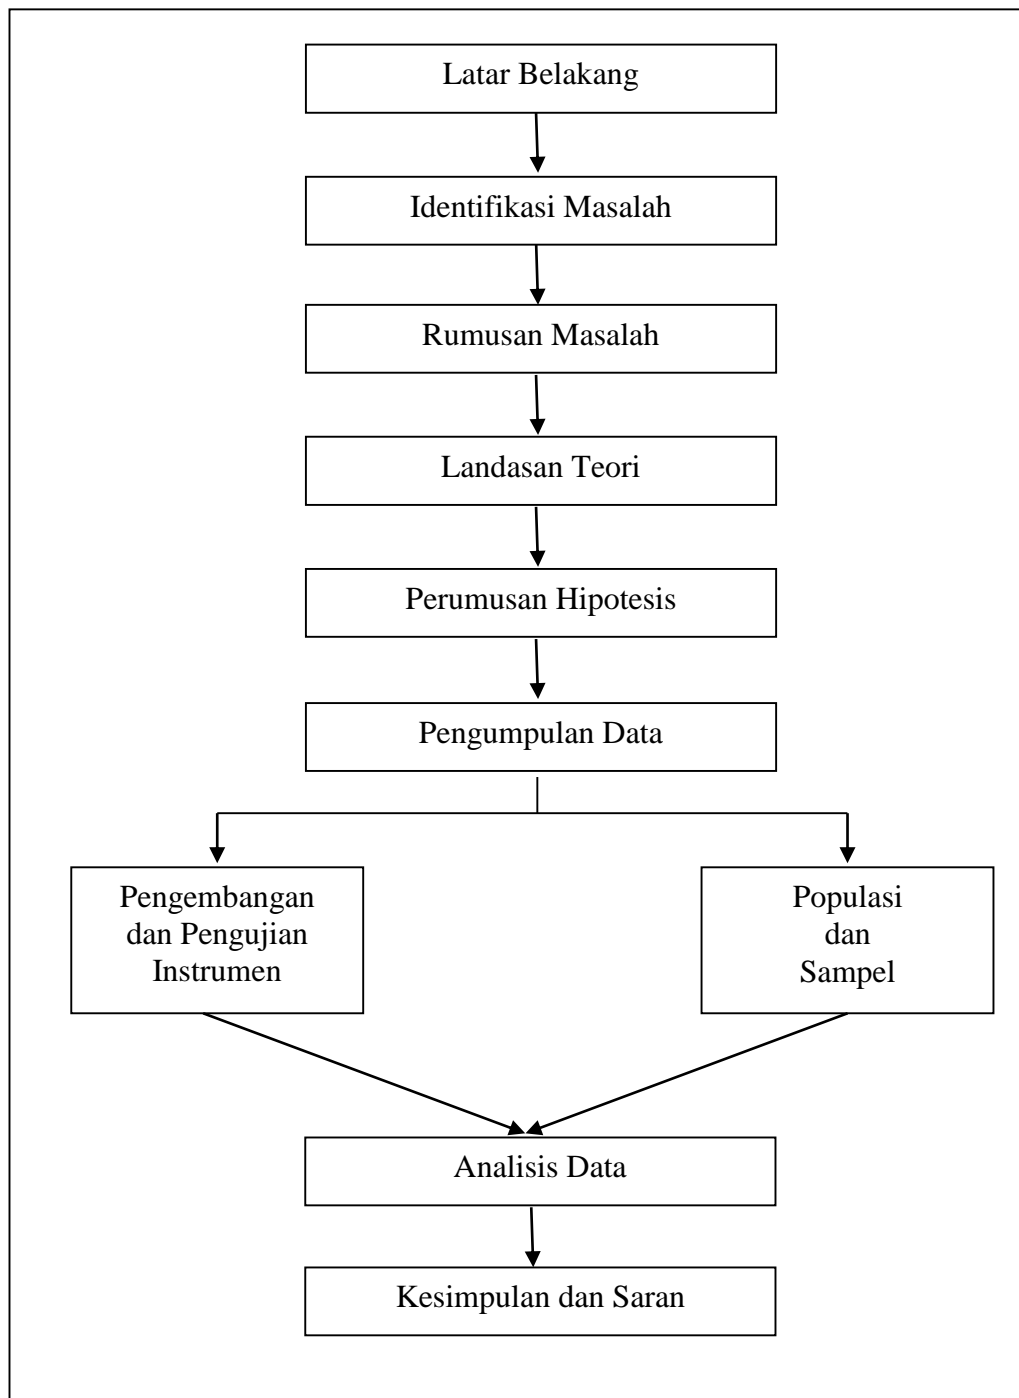 Latar Belakang
Identifikasi Masalah
Rumusan Masalah
Landasan Teori
Perumusan Hipotesis
Pengumpulan Data
Pengembangan
dan Pengujian
Instrumen
Populasi
dan
Sampel
Analisis Data
Kesimpulan dan Saran